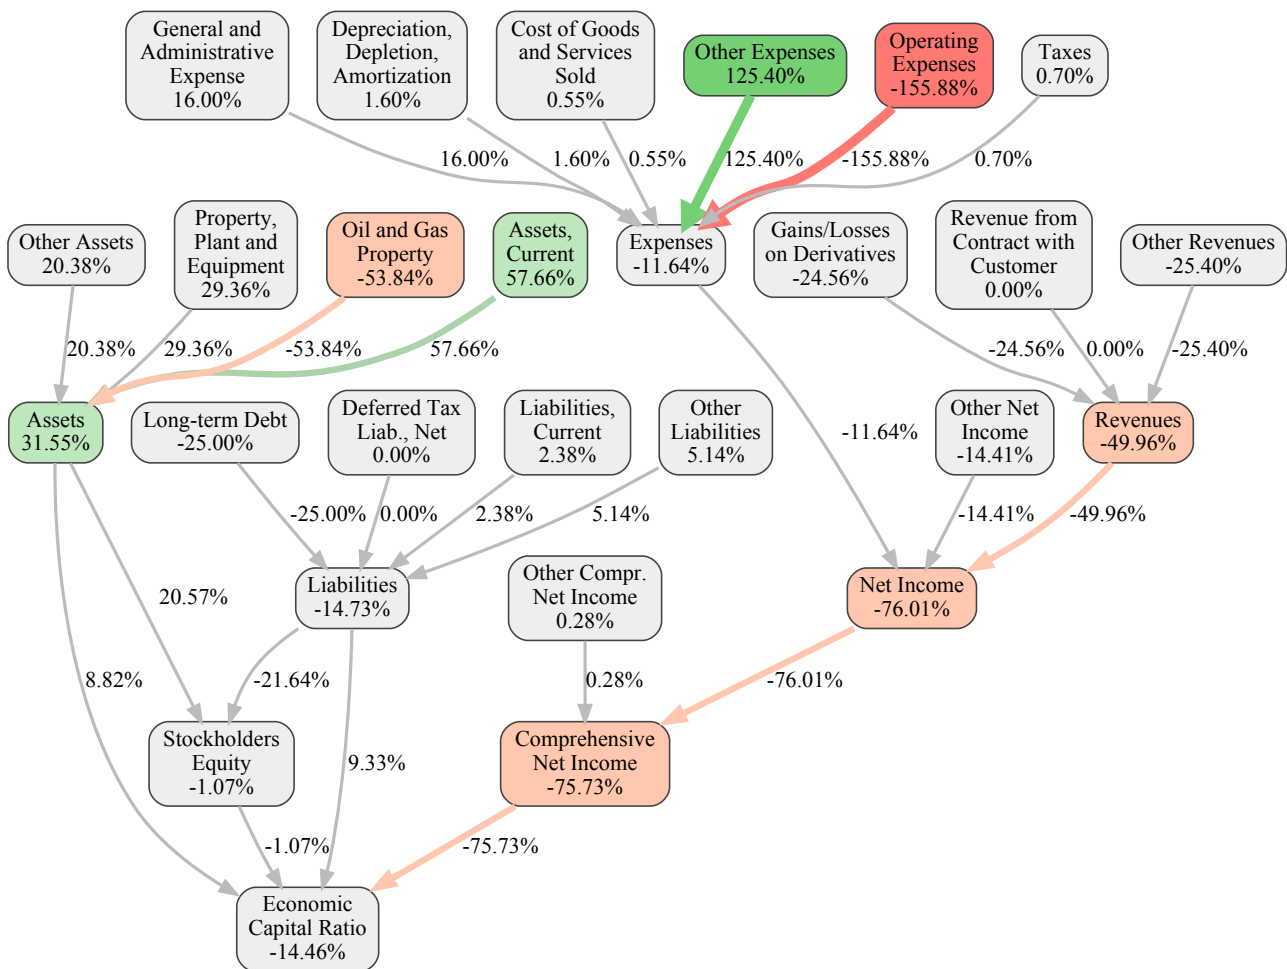 General and
Administrative
Expense
16.00%
Depreciation,
Depletion,
Amortization
1.60%
Cost of Goods
and Services
Sold
0.55%
Other Expenses
125.40%
Operating
Expenses
-155.88%
Taxes
0.70%
16.00%
1.60%
0.55%
125.40%
-155.88%
0.70%
Other Assets
20.38%
Property,
Plant and
Equipment
29.36%
Oil and Gas
Property
-53.84%
Assets,
Current
57.66%
Expenses
-11.64%
Gains/Losses
on Derivatives
-24.56%
Revenue from
Contract with
Customer
0.00%
Other Revenues
-25.40%
20.38%
29.36%
-53.84%
57.66%
-24.56%
0.00%
-25.40%
Assets
31.55%
Long-term Debt
-25.00%
Deferred Tax
Liab., Net
0.00%
Liabilities,
Current
2.38%
Other
Liabilities
5.14%
-11.64%
Other Net
Income
-14.41%
Revenues
-49.96%
-25.00%
0.00%
2.38%
5.14%
-14.41%
-49.96%
20.57%
Liabilities
-14.73%
Other Compr.
Net Income
0.28%
Net Income
-76.01%
8.82%
-21.64%
0.28%
-76.01%
Stockholders
Equity
-1.07%
9.33%
Comprehensive
Net Income
-75.73%
-1.07%
-75.73%
Economic
Capital Ratio
-14.46%